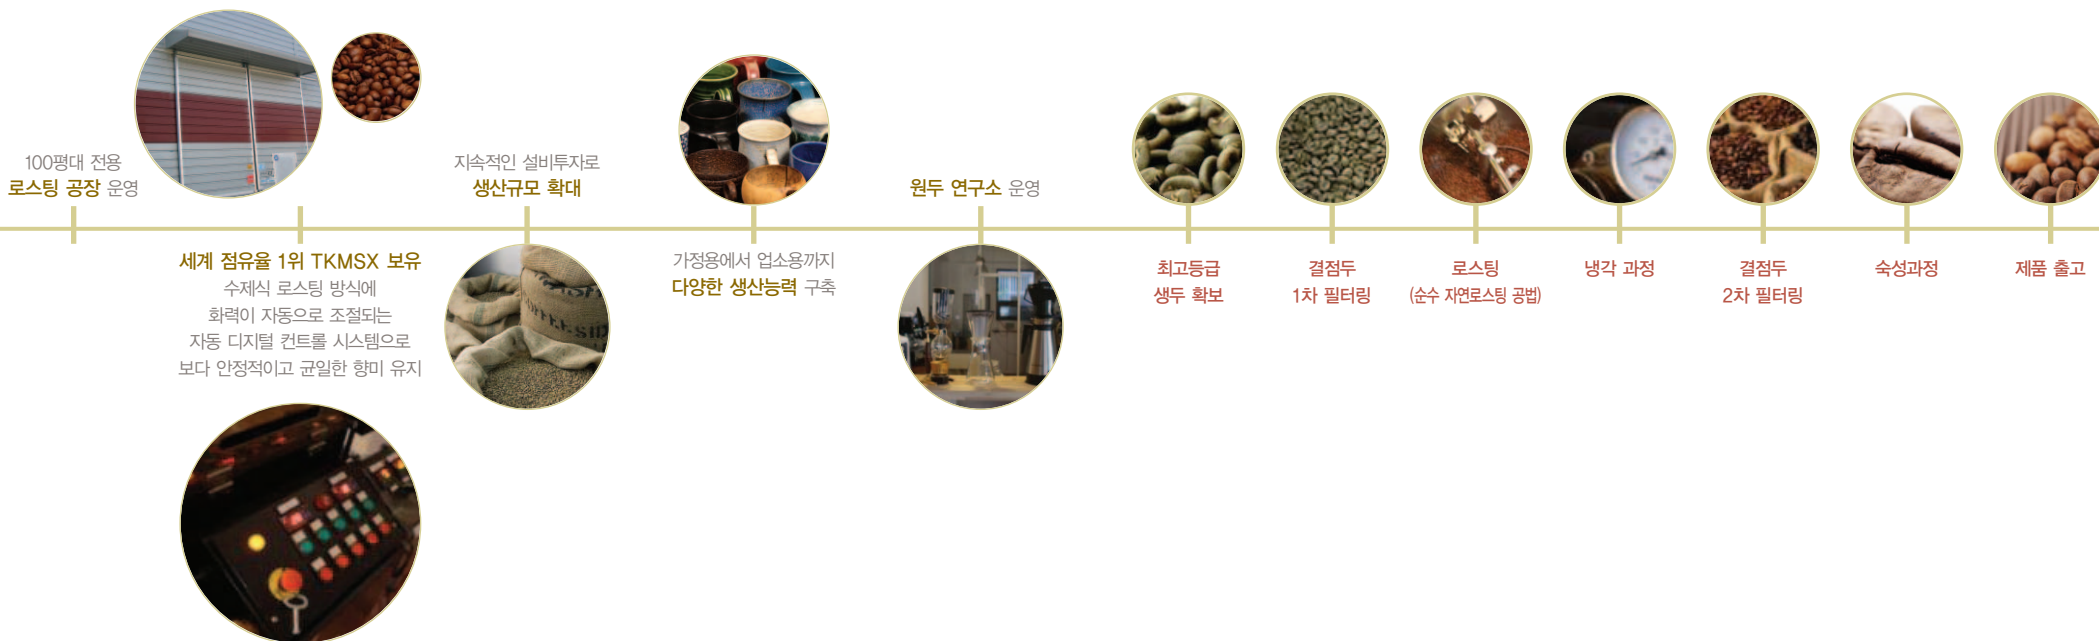 100평대 전용
로스팅 공장 운영
세계 점유율 1위 TKMSX 보유
수제식 로스팅 방식에
화력이 자동으로 조절되는
자동 디지털 컨트롤 시스템으로
보다 안정적이고 균일한 향미 유지
지속적인 설비투자로
생산규모 확대
가정용에서 업소용까지
다양한 생산능력 구축
원두 연구소 운영
최고등급
생두 확보
결점두
1차 필터링
로스팅
(순수 자연로스팅 공법)
냉각 과정
결점두
2차 필터링
숙성과정
제품 출고